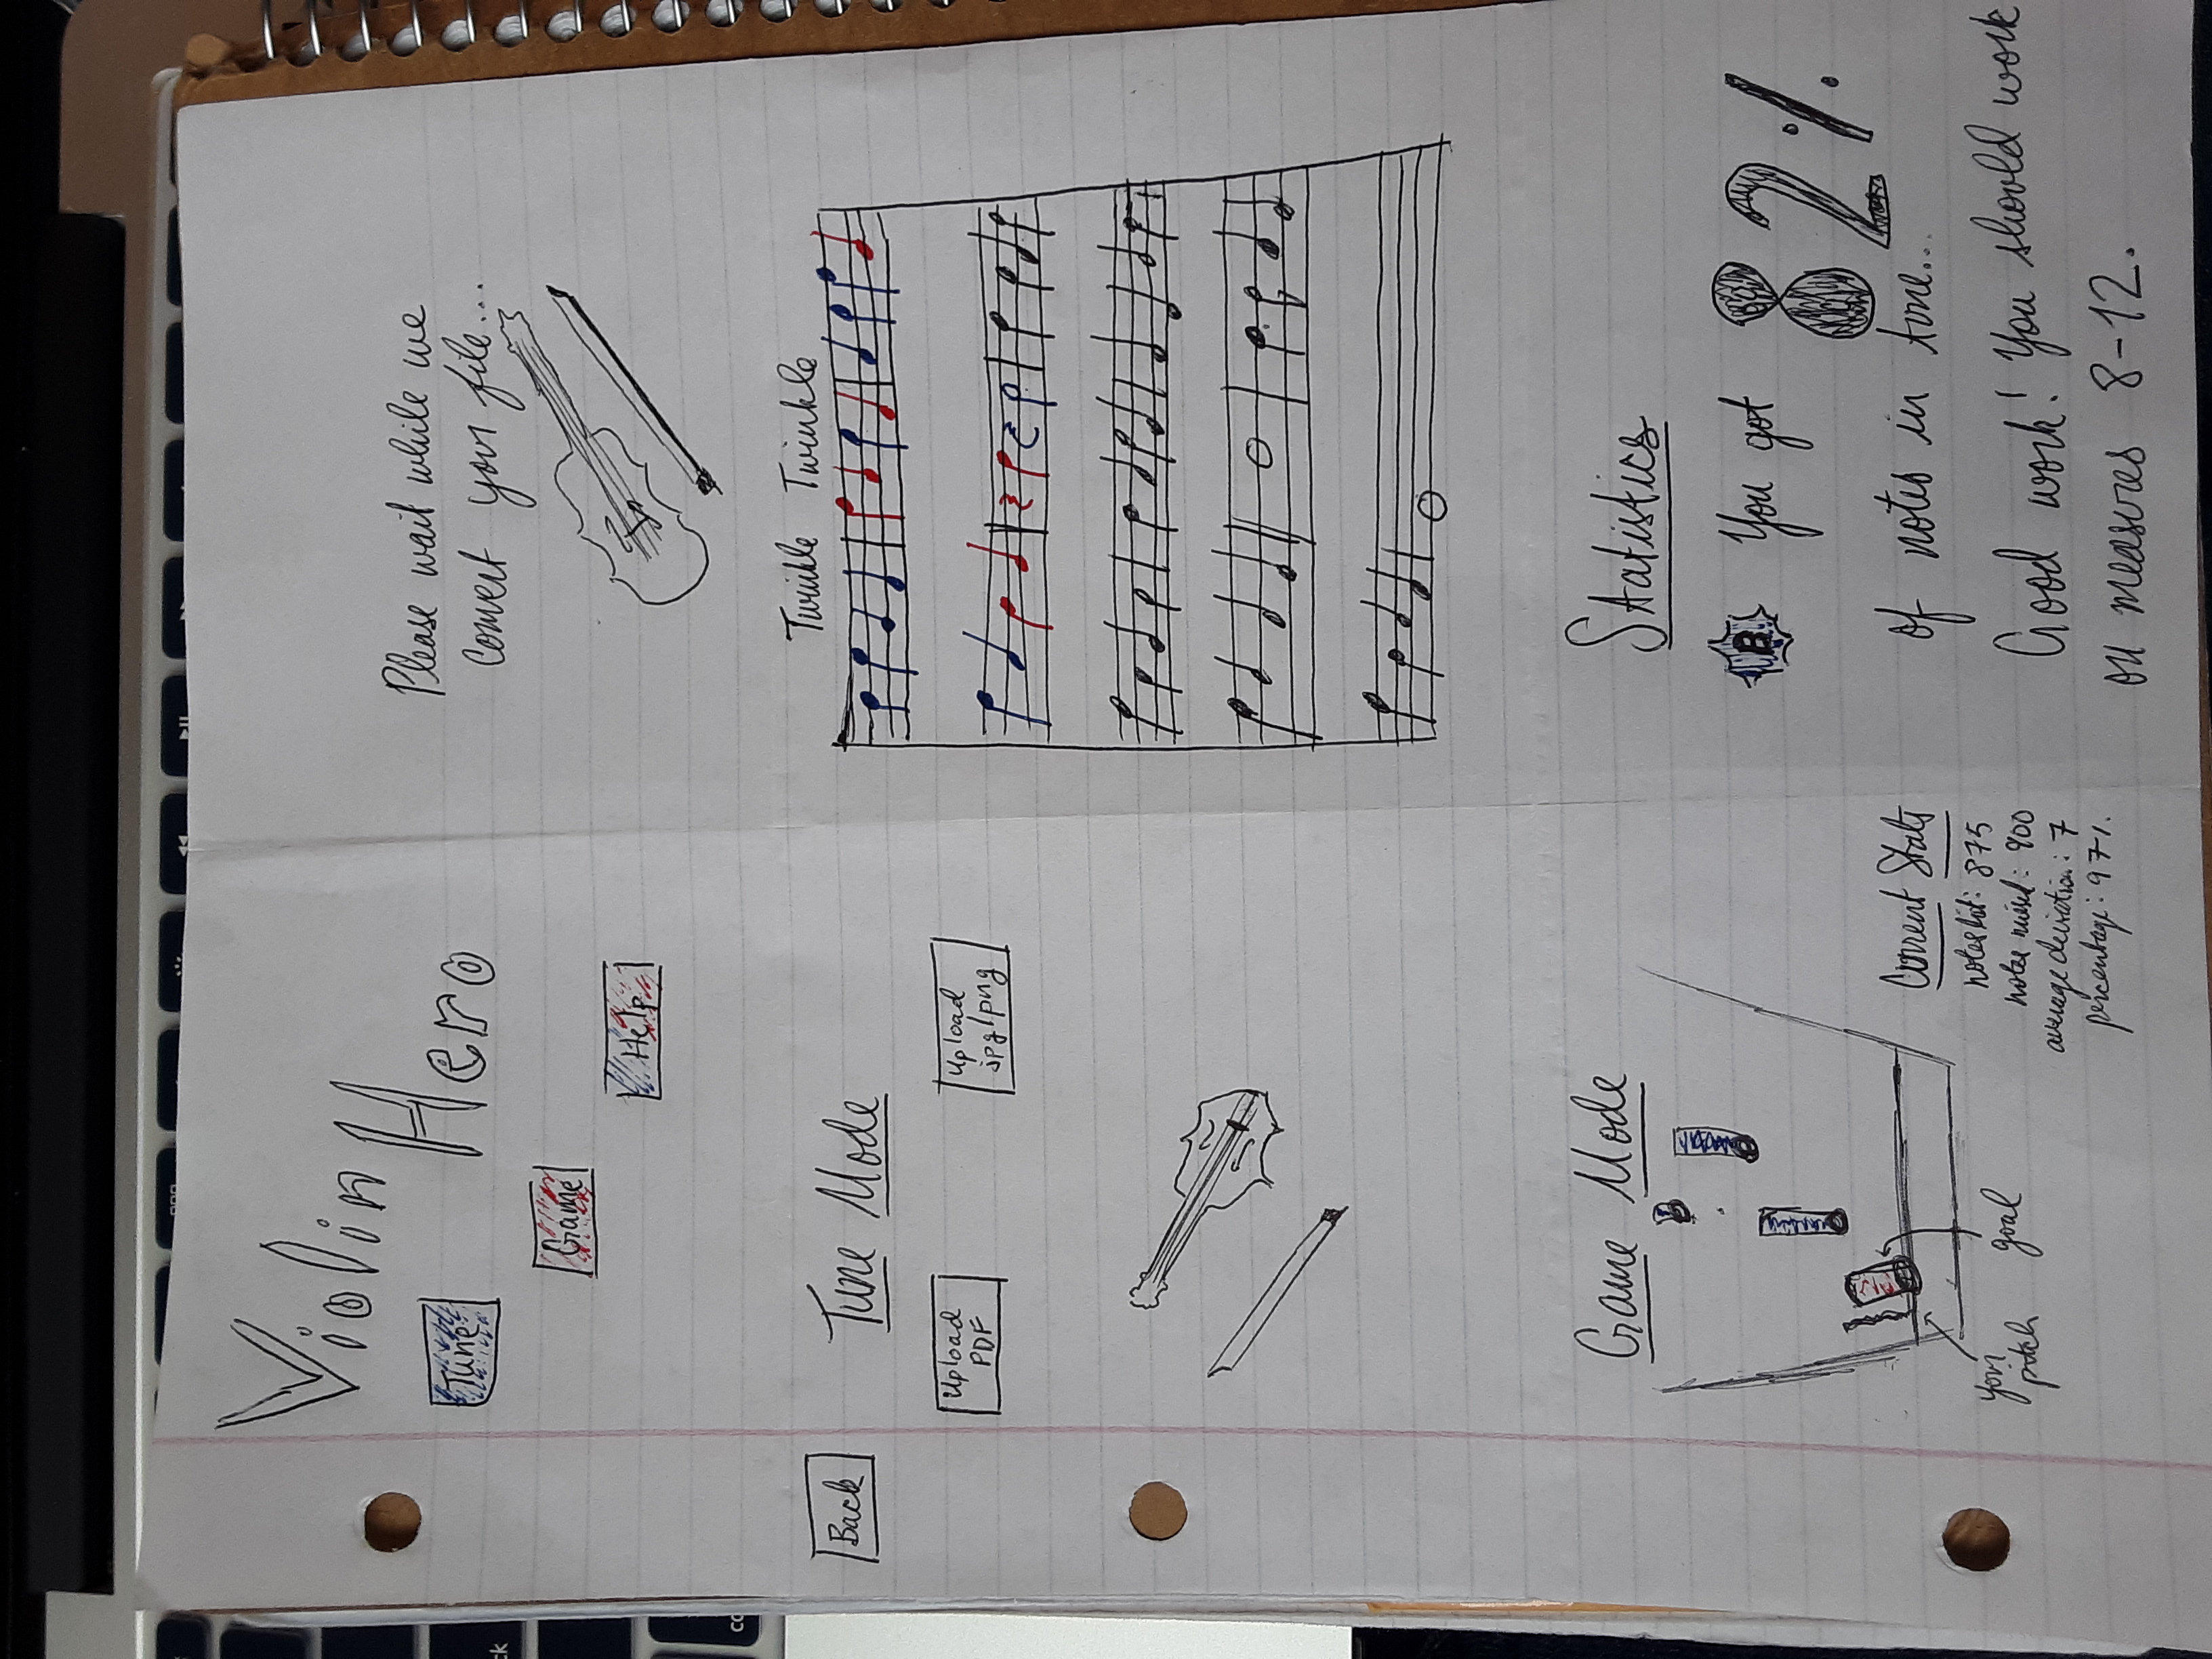 Violin
Hero
Tune
Game
Help
Please wait while we
convert your file...
Back
Tune Mode
Upload
PDF
Upload
jpg/png
Twinkle Twinkle
Game Mode
your
pitch
goal
Current Stats
notes hit: 875
notes missed: 900
average deviation: 7
percentage: 97%
Statistics
B
You got 82%
of notes in tune...
Good work! You should work
on measures 8-12.